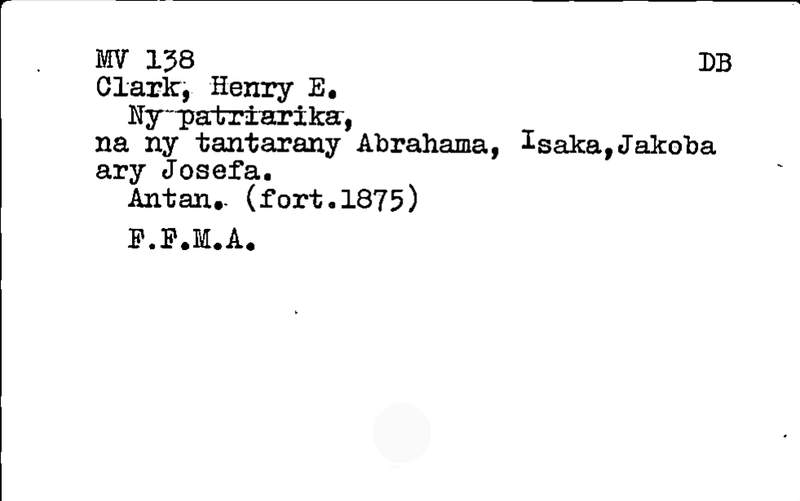 MV 138 DB
Clark, Henry E.
Ny patriarika,
na ny tantarany Abrahama, Isaka,Jakoba
ary Josefa.
Antan. (fort.1875)
F.F.M.A.